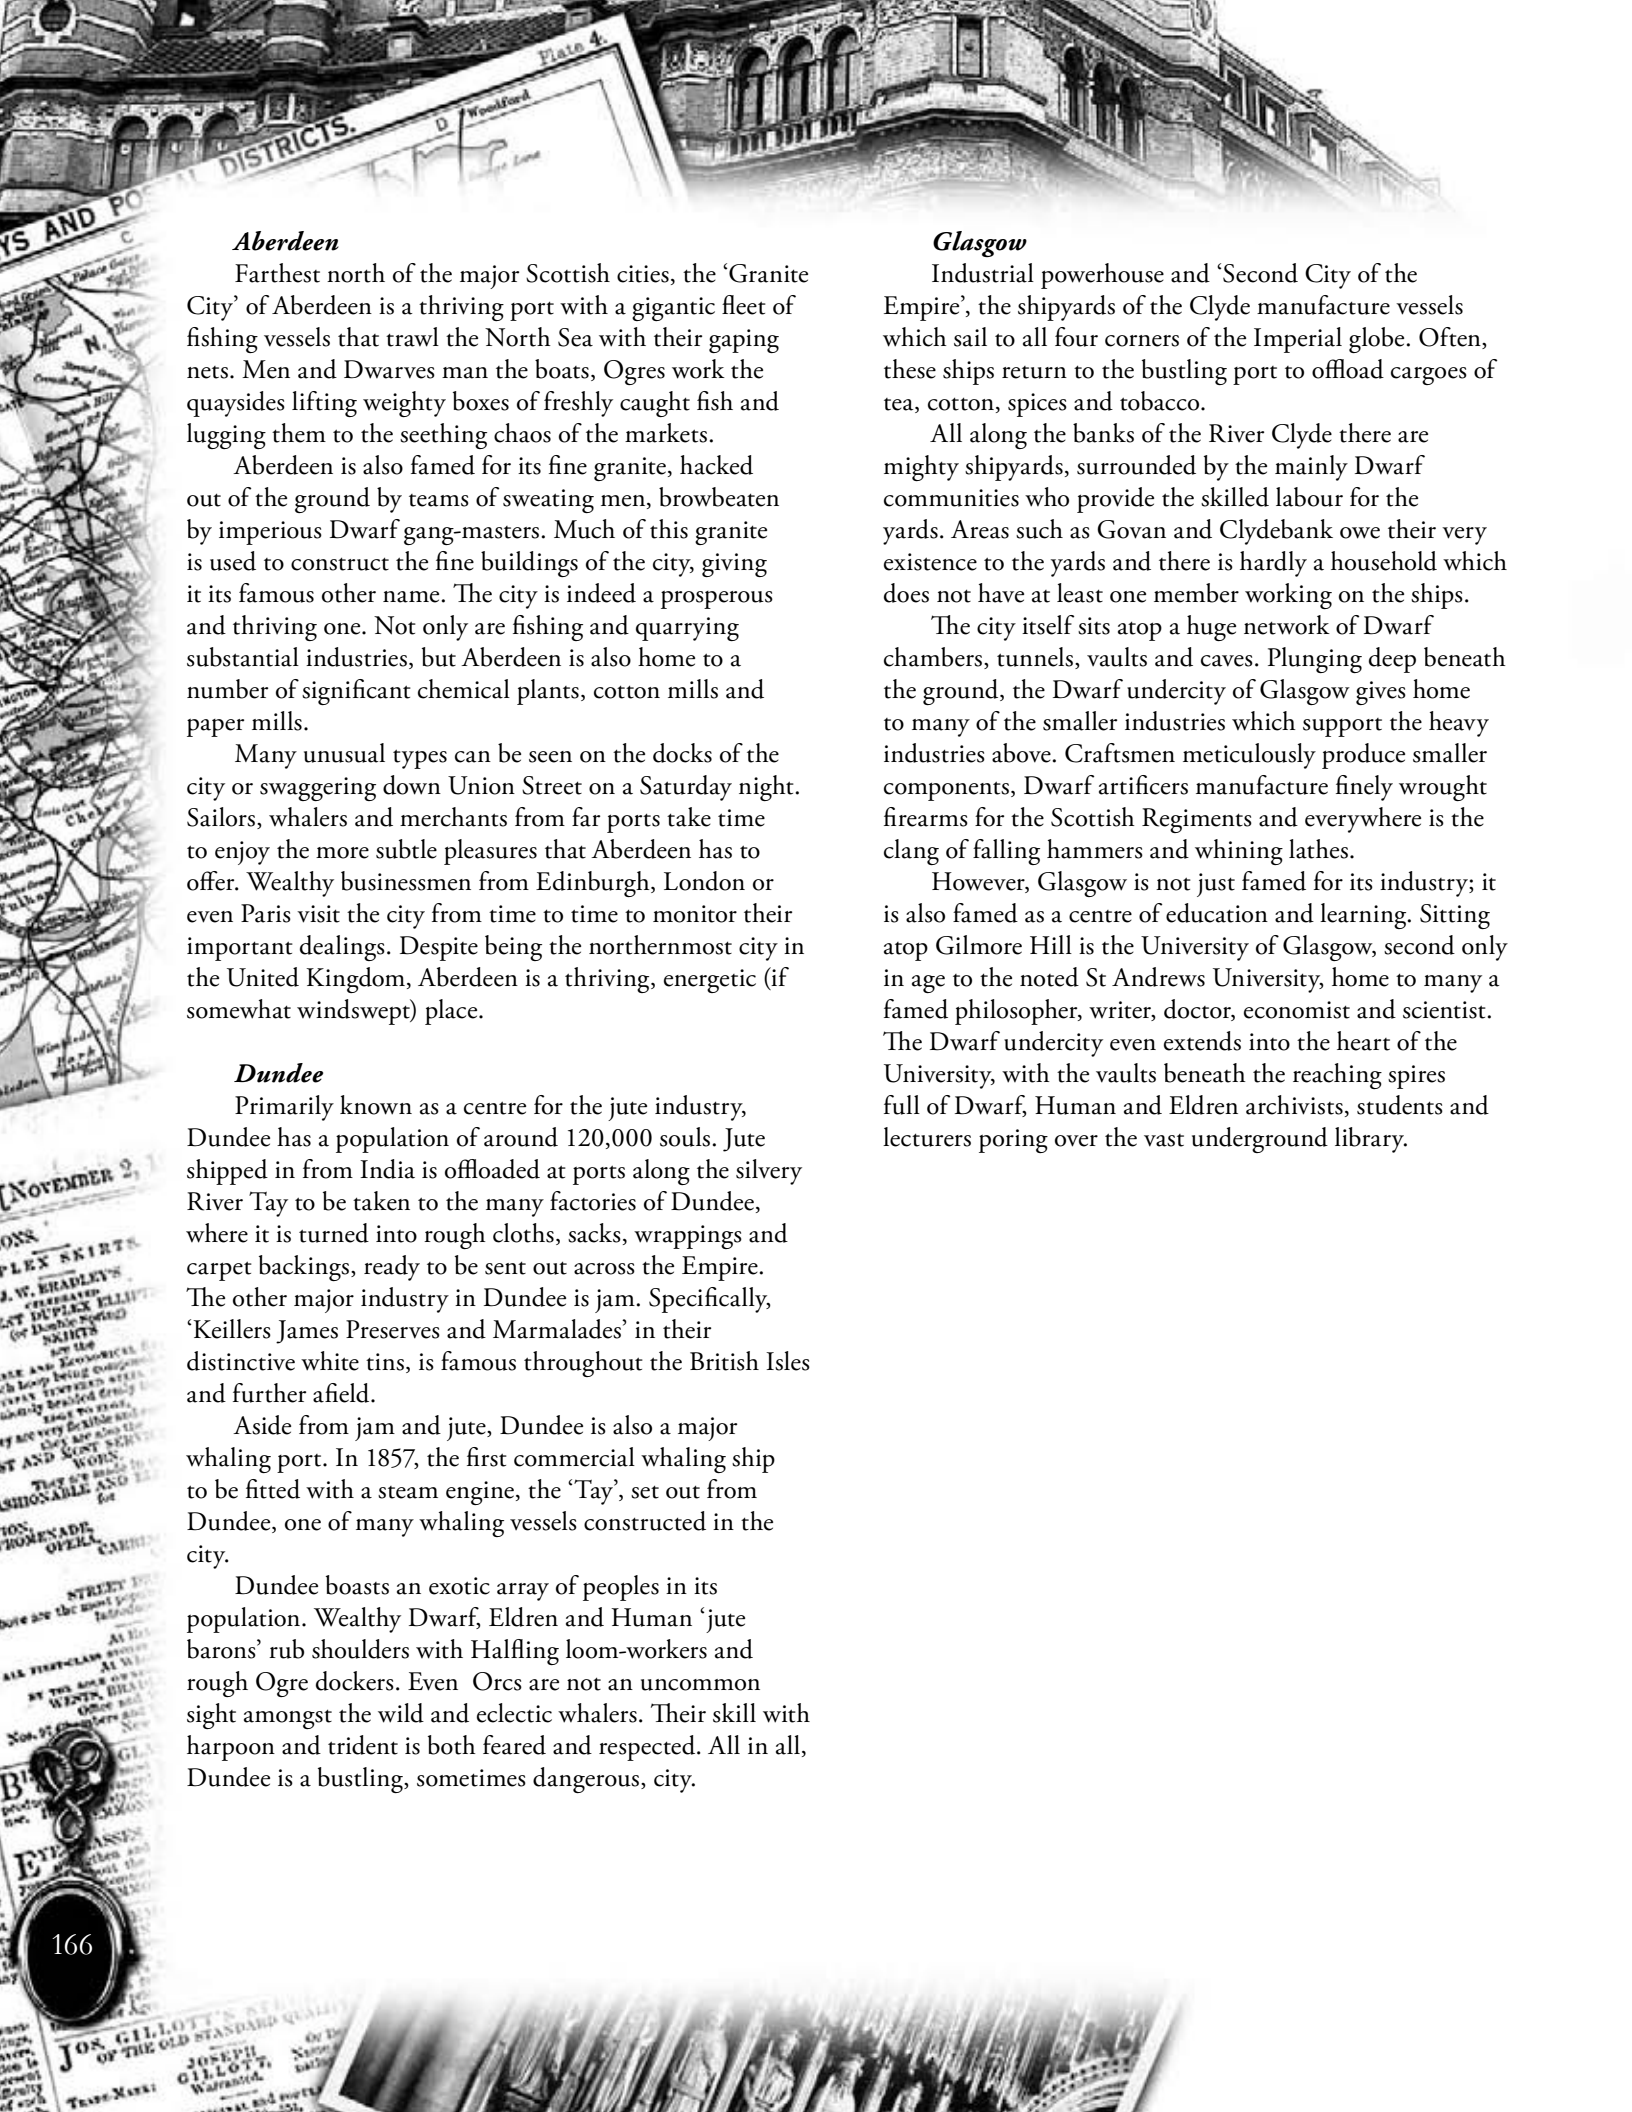 Plate 4.
D
Woodford
DISTRICTS.
YS AND PO
C
N.
Aberdeen
Farthest north of the major Scottish cities, the ‘Granite
City’ of Aberdeen is a thriving port with a gigantic fleet of
fishing vessels that trawl the North Sea with their gaping
nets. Men and Dwarves man the boats, Ogres work the
quaysides lifting weighty boxes of freshly caught fish and
lugging them to the seething chaos of the markets.
Aberdeen is also famed for its fine granite, hacked
out of the ground by teams of sweating men, browbeaten
by imperious Dwarf gang-masters. Much of this granite
is used to construct the fine buildings of the city, giving
it its famous other name. The city is indeed a prosperous
and thriving one. Not only are fishing and quarrying
substantial industries, but Aberdeen is also home to a
number of significant chemical plants, cotton mills and
paper mills.
Many unusual types can be seen on the docks of the
city or swaggering down Union Street on a Saturday night.
Sailors, whalers and merchants from far ports take time
to enjoy the more subtle pleasures that Aberdeen has to
offer. Wealthy businessmen from Edinburgh, London or
even Paris visit the city from time to time to monitor their
important dealings. Despite being the northernmost city in
the United Kingdom, Aberdeen is a thriving, energetic (if
somewhat windswept) place.
Dundee
Primarily known as a centre for the jute industry,
Dundee has a population of around 120,000 souls. Jute
shipped in from India is offloaded at ports along the silvery
River Tay to be taken to the many factories of Dundee,
where it is turned into rough cloths, sacks, wrappings and
carpet backings, ready to be sent out across the Empire.
The other major industry in Dundee is jam. Specifically,
‘Keillers James Preserves and Marmalades’ in their
distinctive white tins, is famous throughout the British Isles
and further afield.
Aside from jam and jute, Dundee is also a major
whaling port. In 1857, the first commercial whaling ship
to be fitted with a steam engine, the ‘Tay’, set out from
Dundee, one of many whaling vessels constructed in the
city.
Dundee boasts an exotic array of peoples in its
population. Wealthy Dwarf, Eldren and Human ‘jute
barons’ rub shoulders with Halfling loom-workers and
rough Ogre dockers. Even  Orcs are not an uncommon
sight amongst the wild and eclectic whalers. Their skill with
harpoon and trident is both feared and respected. All in all,
Dundee is a bustling, sometimes dangerous, city.
Glasgow
Industrial powerhouse and ‘Second City of the
Empire’, the shipyards of the Clyde manufacture vessels
which sail to all four corners of the Imperial globe. Often,
these ships return to the bustling port to offload cargoes of
tea, cotton, spices and tobacco.
All along the banks of the River Clyde there are
mighty shipyards, surrounded by the mainly Dwarf
communities who provide the skilled labour for the
yards. Areas such as Govan and Clydebank owe their very
existence to the yards and there is hardly a household which
does not have at least one member working on the ships.
The city itself sits atop a huge network of Dwarf
chambers, tunnels, vaults and caves. Plunging deep beneath
the ground, the Dwarf undercity of Glasgow gives home
to many of the smaller industries which support the heavy
industries above. Craftsmen meticulously produce smaller
components, Dwarf artificers manufacture finely wrought
firearms for the Scottish Regiments and everywhere is the
clang of falling hammers and whining lathes.
However, Glasgow is not just famed for its industry; it
is also famed as a centre of education and learning. Sitting
atop Gilmore Hill is the University of Glasgow, second only
in age to the noted St Andrews University, home to many a
famed philosopher, writer, doctor, economist and scientist.
The Dwarf undercity even extends into the heart of the
University, with the vaults beneath the reaching spires
full of Dwarf, Human and Eldren archivists, students and
lecturers poring over the vast underground library.
[NOVEMBER 2,
PLEX SKIRTS.
J. W. BRADLEY'S
SKIRTS
WORN.
PROMENADE,
OPERA,
166
JOS. GILLOTT'S
OF THE OLD STANDARD QUALITY
JOSEPH
TRADE-MARK: GILLOTT,
Warranted.